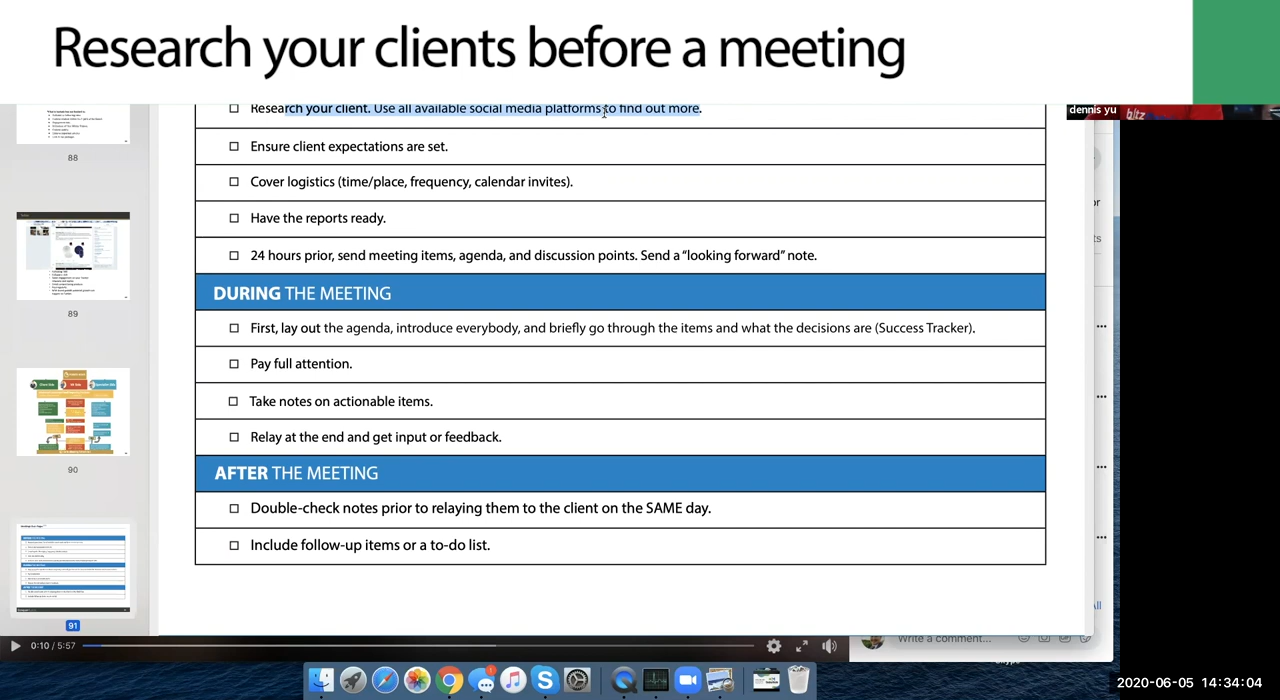 Research your clients before a meeting
Research your client. Use all available social media platforms to find out more.
dennis yu
blitz
88
Ensure client expectations are set.
Cover logistics (time/place, frequency, calendar invites).
or
Have the reports ready.
ts
24 hours prior, send meeting items, agenda, and discussion points. Send a “looking forward” note.
DURING THE MEETING
89
First, lay out the agenda, introduce everybody, and briefly go through the items and what the decisions are (Success Tracker).
Pay full attention.
Take notes on actionable items.
Relay at the end and get input or feedback.
90
AFTER THE MEETING
Double-check notes prior to relaying them to the client on the SAME day.
Include follow-up items or a to-do list.
All
91
0:10 / 5:57
Write a comment...
Skype
2020-06-05 14:34:04